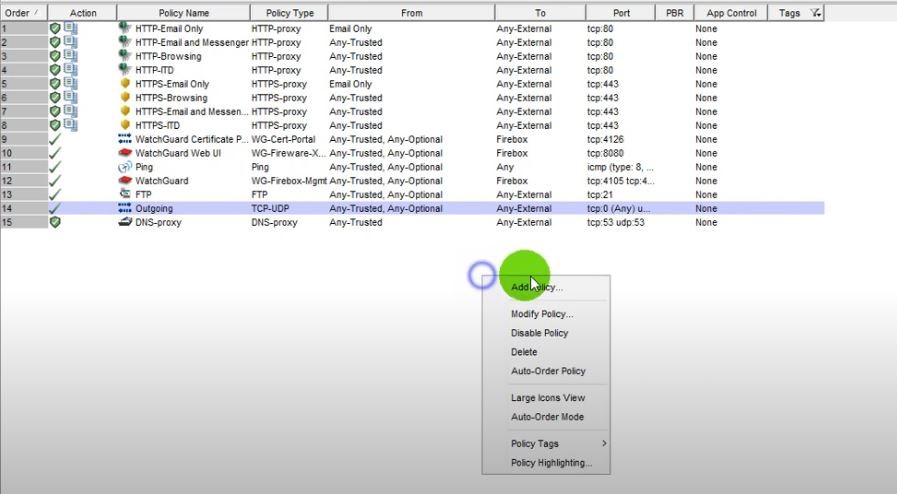 Order / Action Policy Name Policy Type From To Port PBR App Control Tags
1 HTTP-Email Only HTTP-proxy Email Only Any-External tcp:80 None
2 HTTP-Email and Messenger HTTP-proxy Any-Trusted Any-External tcp:80 None
3 HTTP-Browsing HTTP-proxy Any-Trusted Any-External tcp:80 None
4 HTTP-ITD HTTP-proxy Any-Trusted Any-External tcp:80 None
5 HTTPS-Email Only HTTPS-proxy Email Only Any-External tcp:443 None
6 HTTPS-Browsing HTTPS-proxy Any-Trusted Any-External tcp:443 None
7 HTTPS-Email and Messen... HTTPS-proxy Any-Trusted Any-External tcp:443 None
8 HTTPS-ITD HTTPS-proxy Any-Trusted Any-External tcp:443 None
9 WatchGuard Certificate P... WG-Cert-Portal Any-Trusted, Any-Optional Firebox tcp:4126 None
10 WatchGuard Web UI WG-Fireware-X... Any-Trusted, Any-Optional Firebox tcp:8080 None
11 Ping Ping Any-Trusted, Any-Optional Any icmp (type: 8, ... None
12 WatchGuard WG-Firebox-Mgmt Any-Trusted, Any-Optional Firebox tcp:4105 tcp:4... None
13 FTP FTP Any-Trusted, Any-Optional Any-External tcp:21 None
14 Outgoing TCP-UDP Any-Trusted, Any-Optional Any-External tcp:0 (Any) u... None
15 DNS-proxy DNS-proxy Any-Trusted Any-External tcp:53 udp:53 None
Add Policy...
Modify Policy...
Disable Policy
Delete
Auto-Order Policy
Large Icons View
Auto-Order Mode
Policy Tags >
Policy Highlighting...